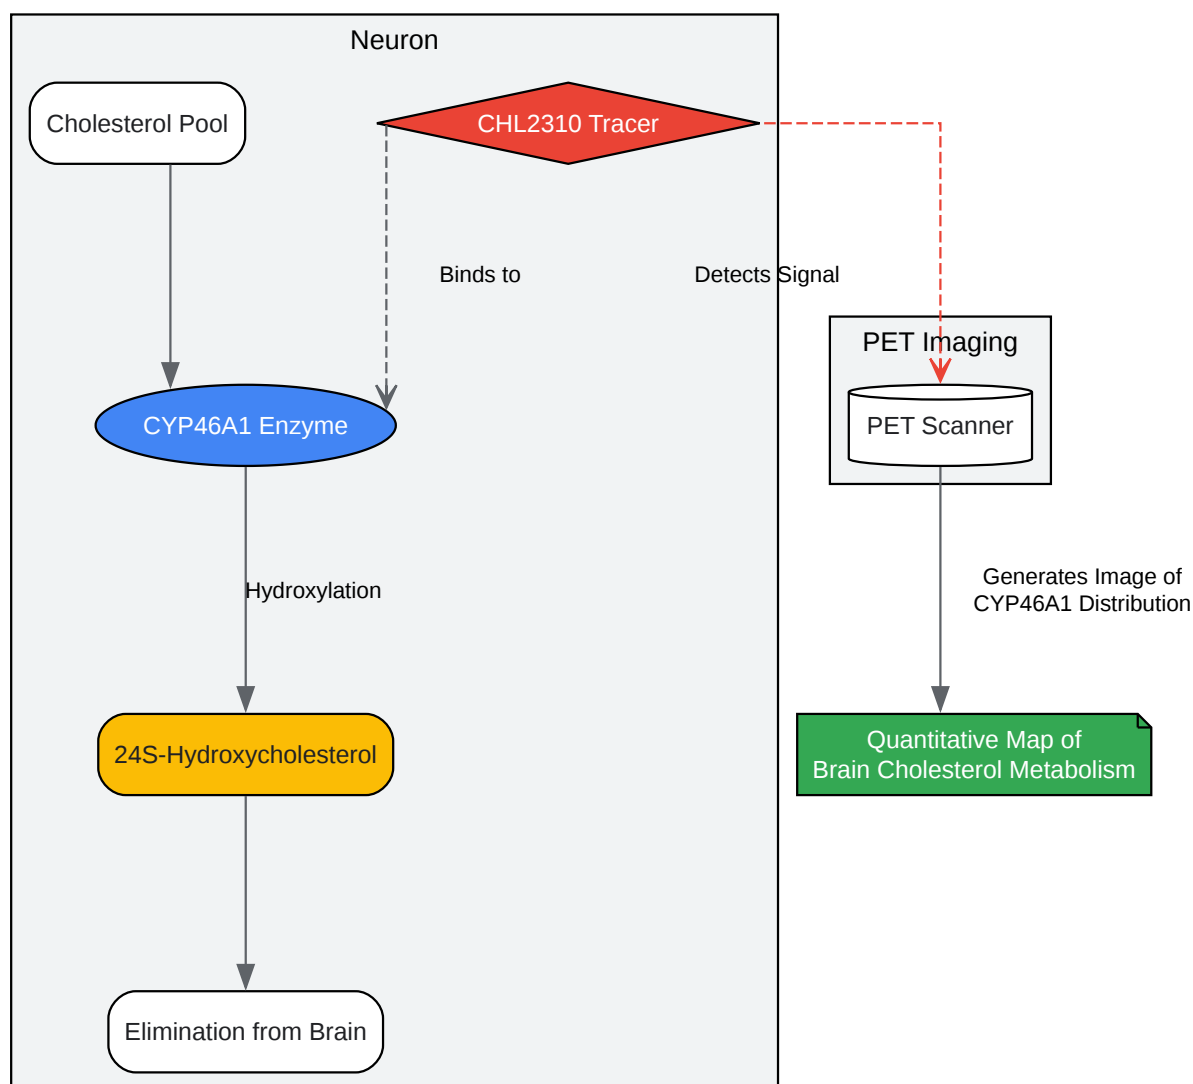 Neuron
Cholesterol Pool
CHL2310 Tracer
Binds to
Detects Signal
PET Imaging
CYP46A1 Enzyme
PET Scanner
Hydroxylation
Generates Image of
CYP46A1 Distribution
24S-Hydroxycholesterol
Quantitative Map of
Brain Cholesterol Metabolism
Elimination from Brain